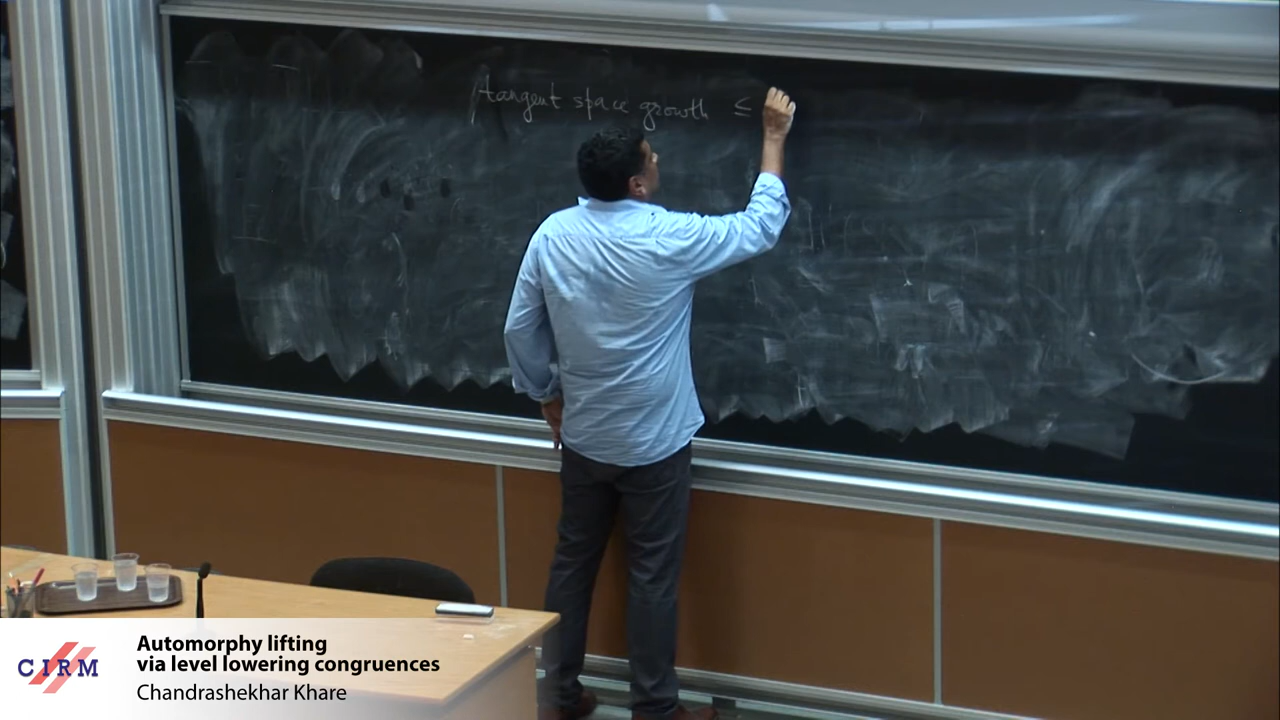 tangent space growth ≤
CIRM
Automorphy lifting
via level lowering congruences
Chandrashekhar Khare